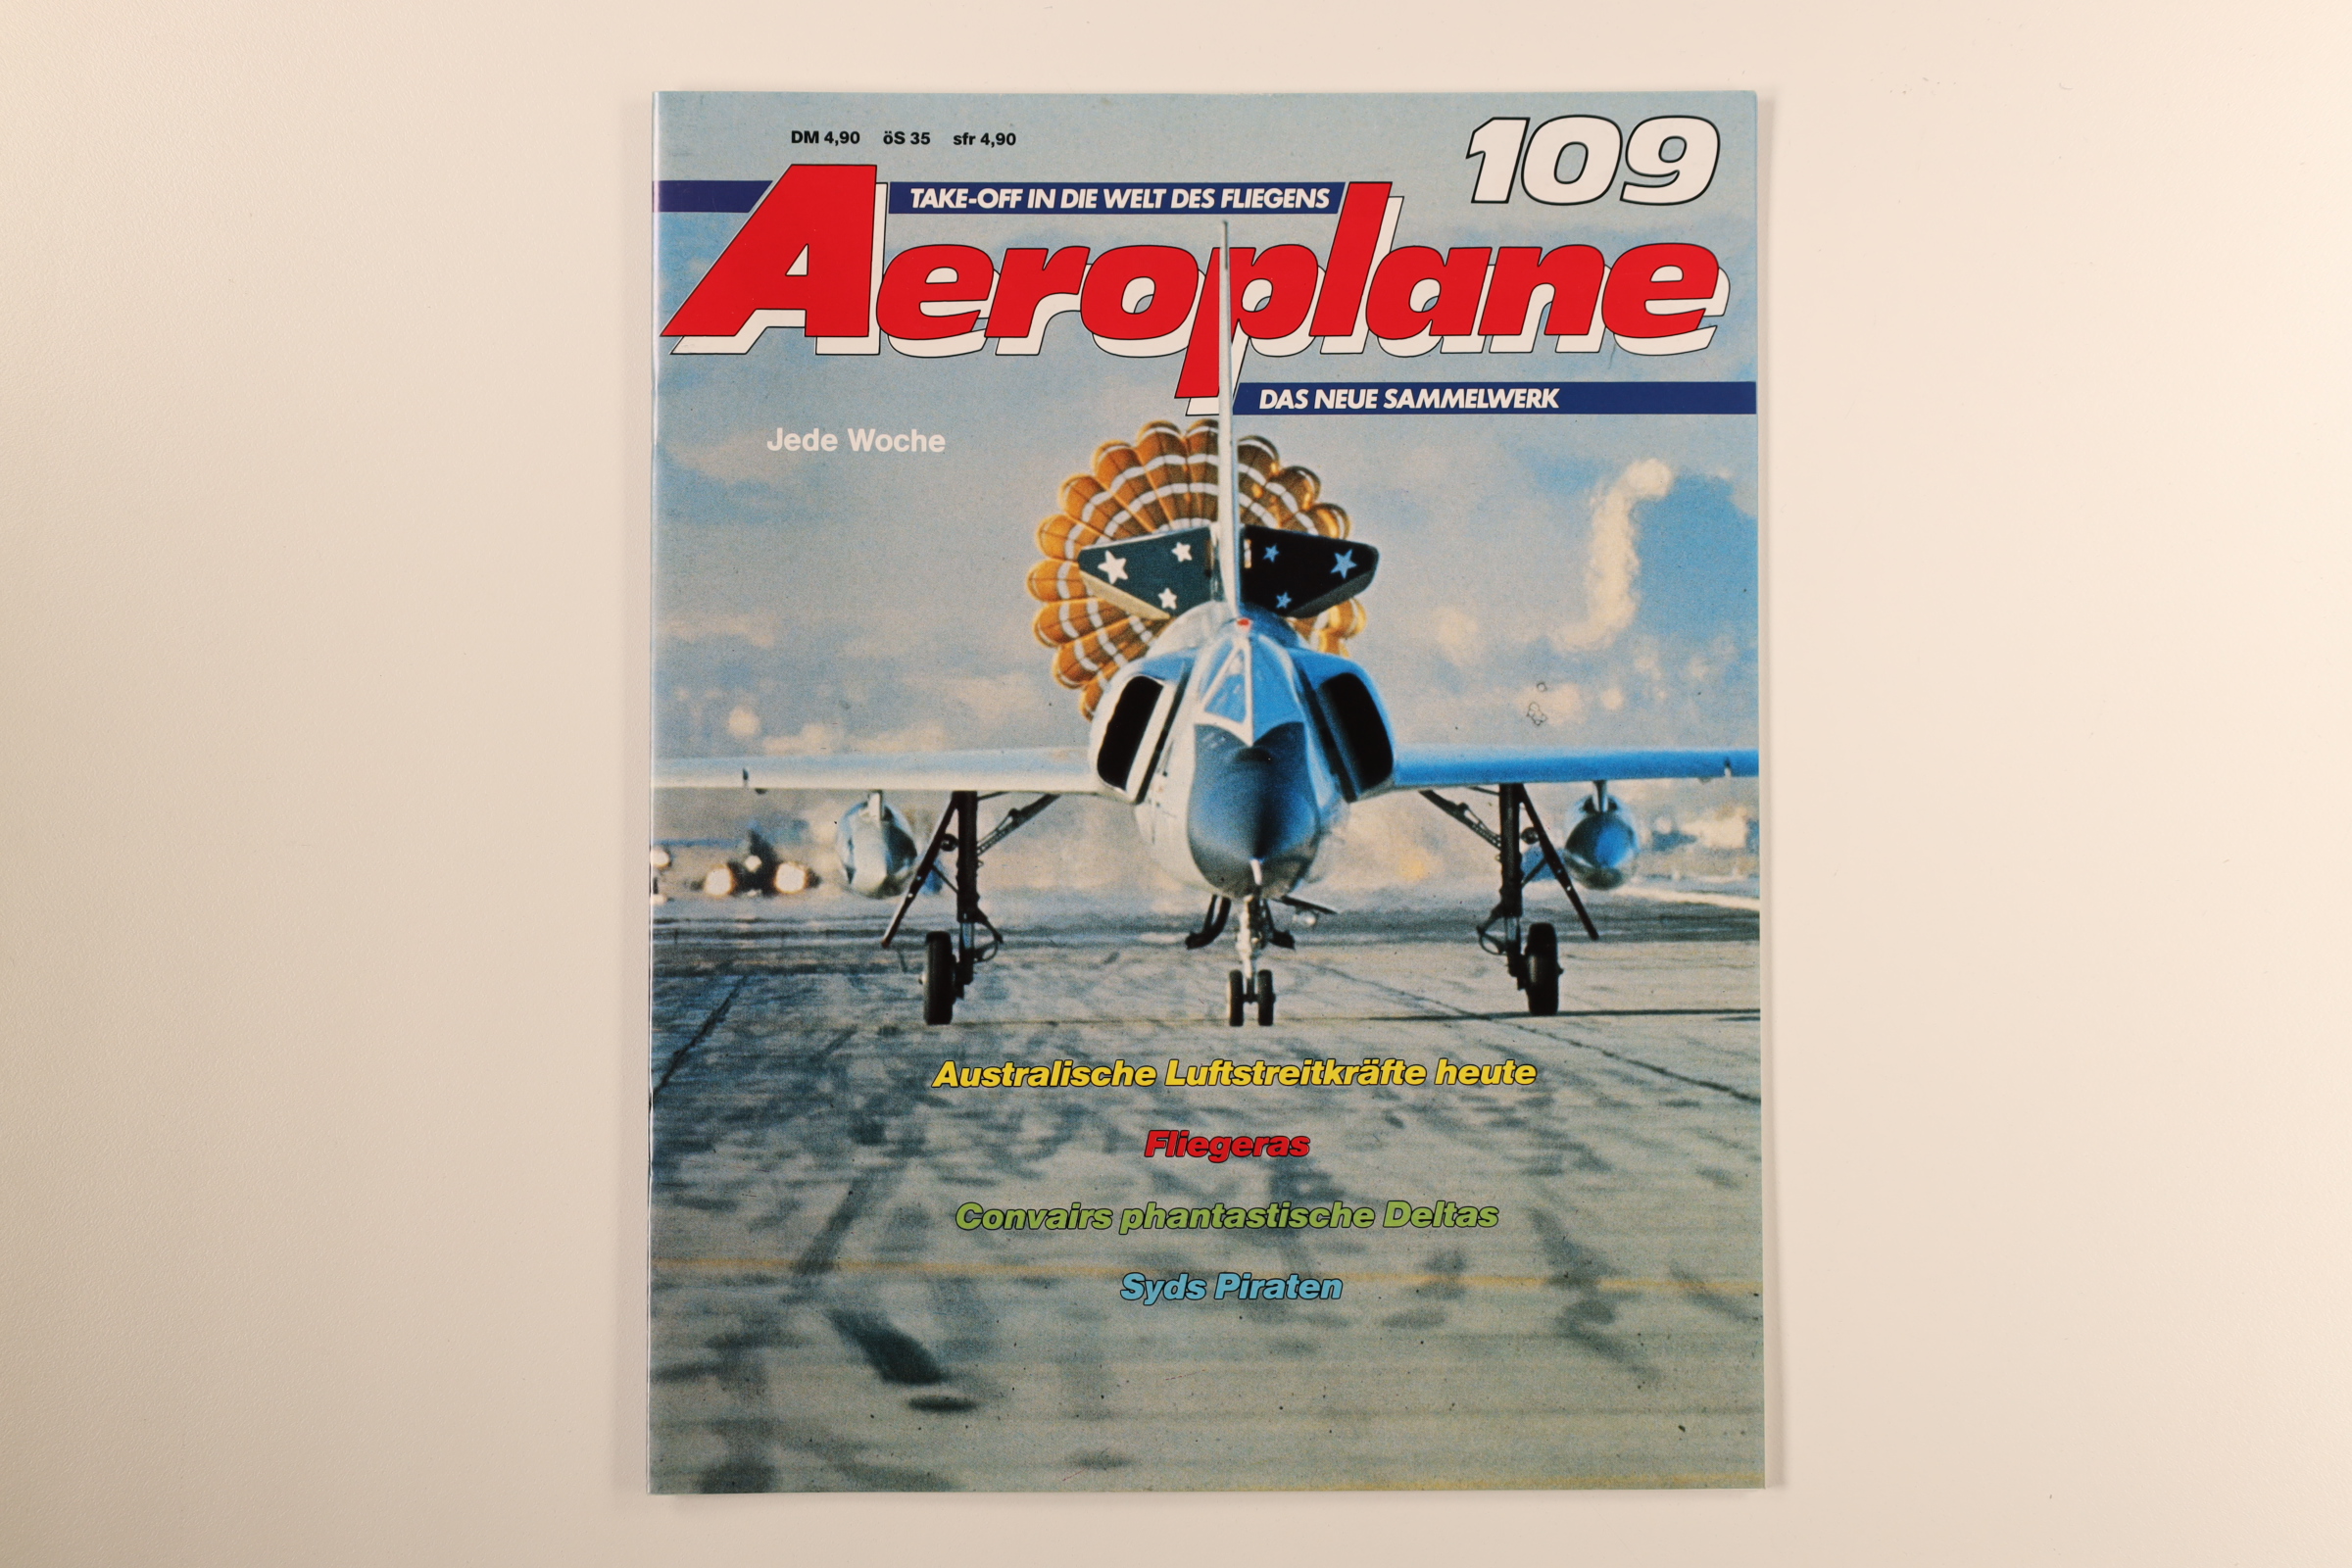 DM 4,90 öS 35 sfr 4,90
109
TAKE-OFF IN DIE WELT DES FLIEGENS
Aeroplane
DAS NEUE SAMMELWERK
Jede Woche
Australische Luftstreitkräfte heute
Fliegeras
Convairs phantastische Deltas
Syds Piraten